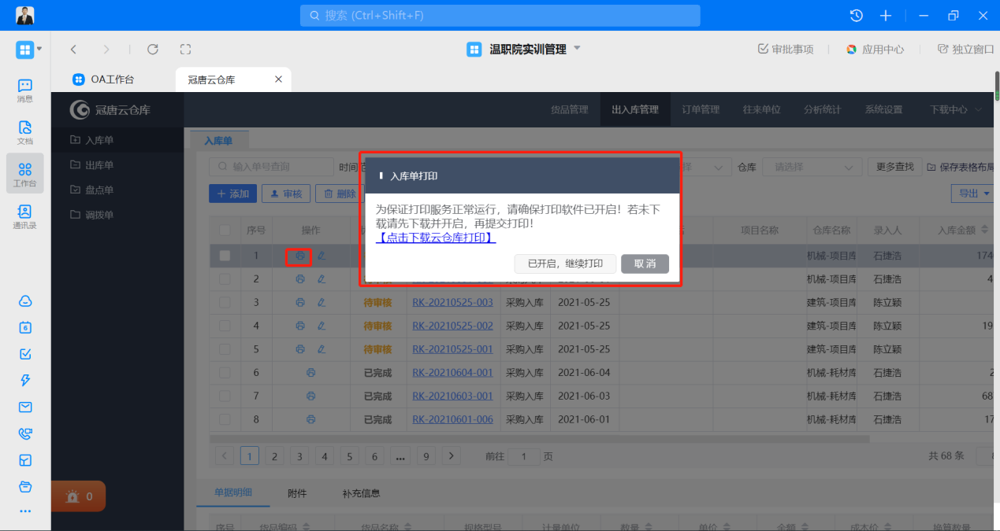 搜索 (Ctrl+Shift+F)
温职院实训管理
审批事项
应用中心
独立窗口
OA工作台
冠唐云仓库
消息
文档
工作台
通讯录
6
冠唐云仓库
货品管理
出入库管理
订单管理
往来单位
分析统计
系统设置
下载中心
入库单
出库单
盘点单
调拨单
0
入库单
输入单号查询
时间
仓库
请选择
更多查找
保存表格布局
添加
审核
删除
导出
入库单打印
为保证打印服务正常运行，请确保打印软件已开启！若未下
载请先下载并开启，再提交打印！
【点击下载云仓库打印】
已开启，继续打印
取消
序号 操作 项目名称 仓库名称 录入人 入库金额
1 机械-项目库 石捷浩 174
2 机械-项目库 石捷浩 4
3 待审核 RK-20210525-003 采购入库 2021-05-25 建筑-项目库 陈立颖
4 待审核 RK-20210525-002 采购入库 2021-05-25 建筑-项目库 陈立颖 19
5 待审核 RK-20210525-001 采购入库 2021-05-25 建筑-项目库 陈立颖
6 已完成 RK-20210604-001 采购入库 2021-06-04 机械-耗材库 石捷浩 2
7 已完成 RK-20210603-001 采购入库 2021-06-03 机械-耗材库 石捷浩 68
8 已完成 RK-20210601-006 采购入库 2021-06-01 机械-耗材库 石捷浩 17
1 2 3 4 5 6 ... 9 前往 1 页
共 68 条
单据明细 附件 补充信息
序号 货品编码 货品名称 规格型号 计量单位 数量 单价 金额 成本价 换算数量